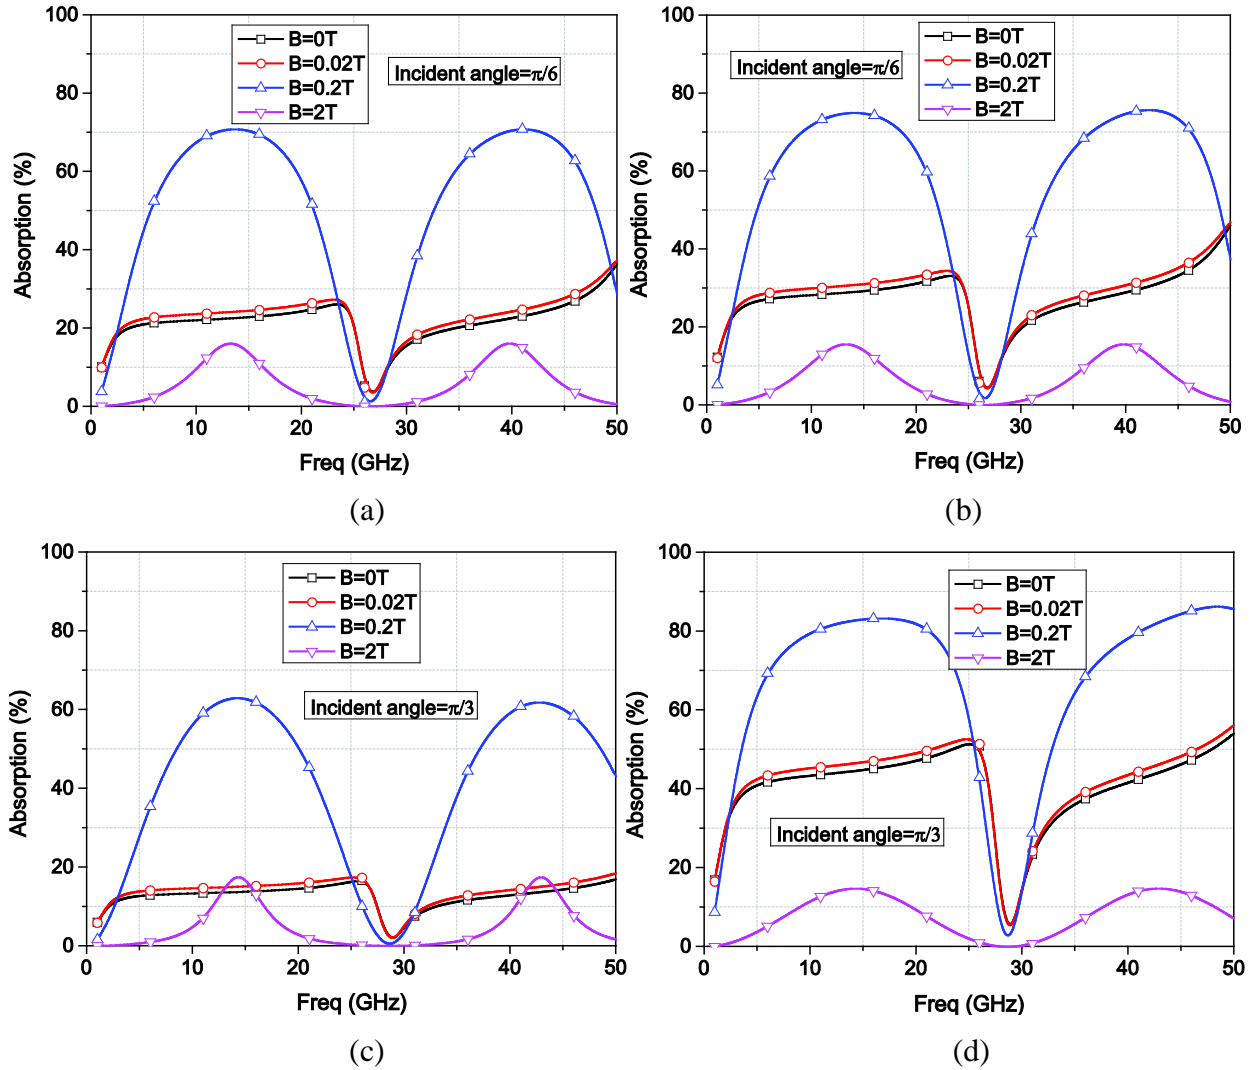 100
80
60
40
20
0
Absorption (%)
B=0T
B=0.02T
B=0.2T
B=2T
Incident angle=π/6
0 10 20 30 40 50
Freq (GHz)
(a)
100
80
60
40
20
0
Absorption (%)
Incident angle=π/6
B=0T
B=0.02T
B=0.2T
B=2T
0 10 20 30 40 50
Freq (GHz)
(b)
100
80
60
40
20
0
Absorption (%)
B=0T
B=0.02T
B=0.2T
B=2T
Incident angle=π/3
0 10 20 30 40 50
Freq (GHz)
(c)
100
80
60
40
20
0
Absorption (%)
B=0T
B=0.02T
B=0.2T
B=2T
Incident angle=π/3
0 10 20 30 40 50
Freq (GHz)
(d)